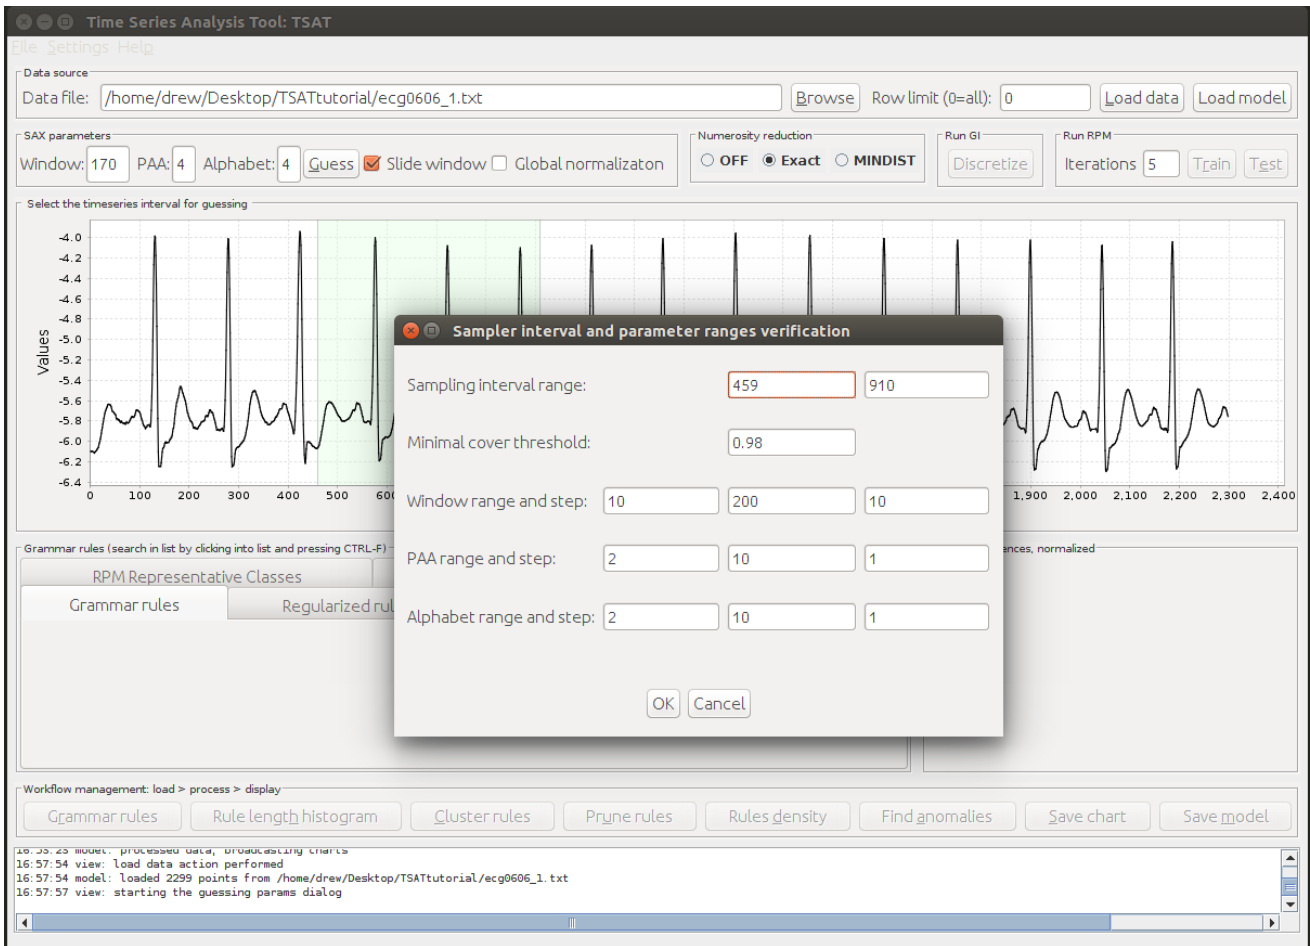 Time Series Analysis Tool: TSAT
File Settings Help
Data source
Data file: /home/drew/Desktop/TSATtutorial/ecg0606_1.txt Browse Row limit (0=all): 0 Load data Load model
SAX parameters Numerosity reduction Run GI Run RPM
Window: 170 PAA: 4 Alphabet: 4 Guess Slide window Global normalizaton OFF Exact MINDIST Discretize Iterations 5 Train Test
Select the timeseries interval for guessing
Values
-4.0
-4.2
-4.4
-4.6
-4.8
-5.0
-5.2
-5.4
-5.6
-5.8
-6.0
-6.2
-6.4
0 100 200 300 400 500 1,900 2,000 2,100 2,200 2,300 2,400
Sampler interval and parameter ranges verification
Sampling interval range: 459 910
Minimal cover threshold: 0.98
Window range and step: 10 200 10
PAA range and step: 2 10 1
Alphabet range and step: 2 10 1
OK Cancel
Grammar rules (search in list by clicking into list and pressing CTRL-F) normalized
RPM Representative Classes
Grammar rules Regularized
Workflow management: load > process > display
Grammar rules Rule length histogram Cluster rules Prune rules Rules density Find anomalies Save chart Save model
16:57:54 view: load data action performed
16:57:54 model: loaded 2299 points from /home/drew/Desktop/TSATtutorial/ecg0606_1.txt
16:57:57 view: starting the guessing params dialog